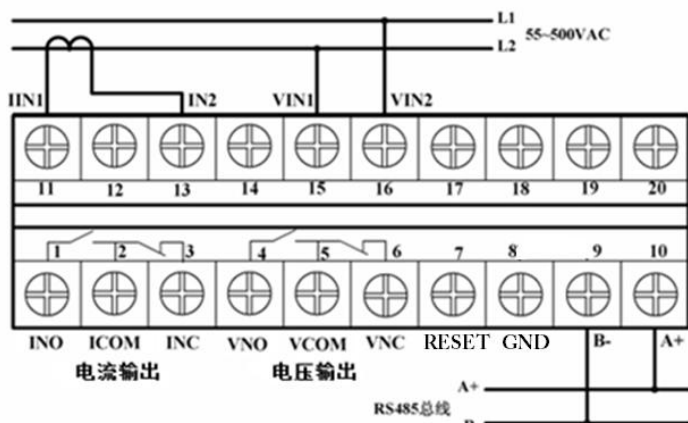 L1
L2 55~500VAC
IIN1 IN2 VIN1 VIN2
11 12 13 14 15 16 17 18 19 20
1 2 3 4 5 6 7 8 9 10
INO ICOM INC VNO VCOM VNC RESET GND B- A+
电流输出 电压输出
A+
RS485总线